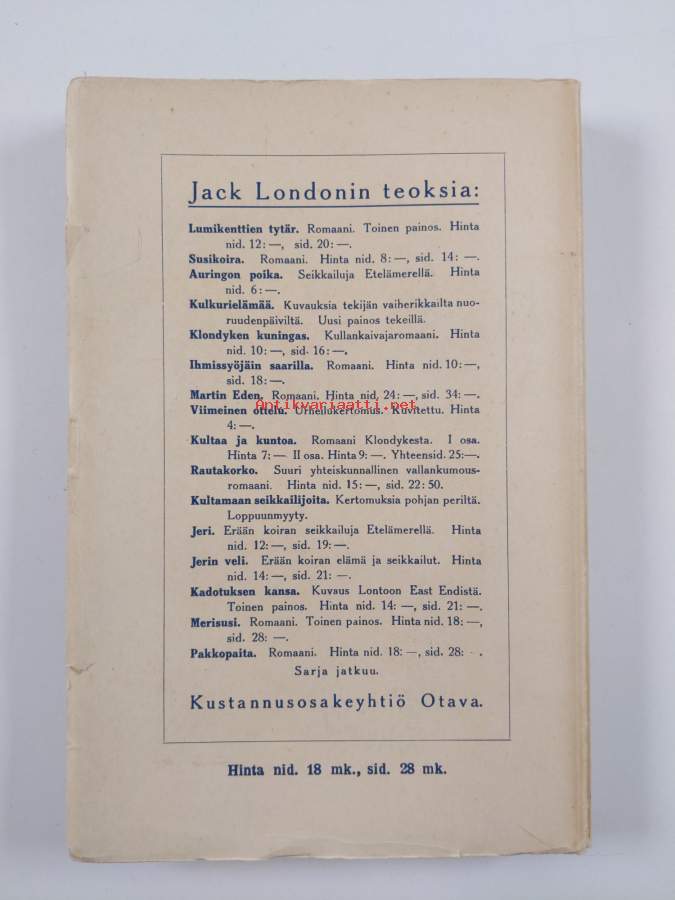 Jack Londonin teoksia:
Lumikenttien tytär. Romaani. Toinen painos. Hinta
nid. 12: —, sid. 20: —.
Susikoira. Romaani. Hinta nid. 8: —, sid. 14: —.
Auringon poika. Seikkailuja Etelämerellä. Hinta
nid. 6: —.
Kulkurielämää. Kuvauksia tekijän vaiherikkailta nuo-
ruudenpäiviltä. Uusi painos tekeillä.
Klondyken kuningas. Kullankaivajaromaani. Hinta
nid. 10: —, sid. 16: —.
Ihmissyöjäin saarilla. Romaani. Hinta nid. 10: —,
sid. 18: —.
Martin Eden. Romaani. Hinta nid. 24: —, sid. 34: —.
Antikvariaatti.net
Viimeinen ottelu. Urheilukertomus. Kuvitettu. Hinta
4: —.
Kultaa ja kuntoa. Romaani Klondykesta. I osa.
Hinta 7: — II osa. Hinta 9: —. Yhteensid. 25: —.
Rautakorko. Suuri yhteiskunnallinen vallankumous-
romaani. Hinta nid. 15: —, sid. 22: 50.
Kultamaan seikkailijoita. Kertomuksia pohjan periltä.
Loppuunmyyty.
Jeri. Erään koiran seikkailuja Etelämerellä. Hinta
nid. 12: —, sid. 19: —.
Jerin veli. Erään koiran elämä ja seikkailut. Hinta
nid. 14: —, sid. 21: —.
Kadotuksen kansa. Kuvaus Lontoon East Endistä.
Toinen painos. Hinta nid. 14: —, sid. 21: —.
Merisusi. Romaani. Toinen painos. Hinta nid. 18: —,
sid. 28: —.
Pakkopaita. Romaani. Hinta nid. 18: —, sid. 28: - .
Sarja jatkuu.
Kustannusosakeyhtiö Otava.
Hinta nid. 18 mk., sid. 28 mk.